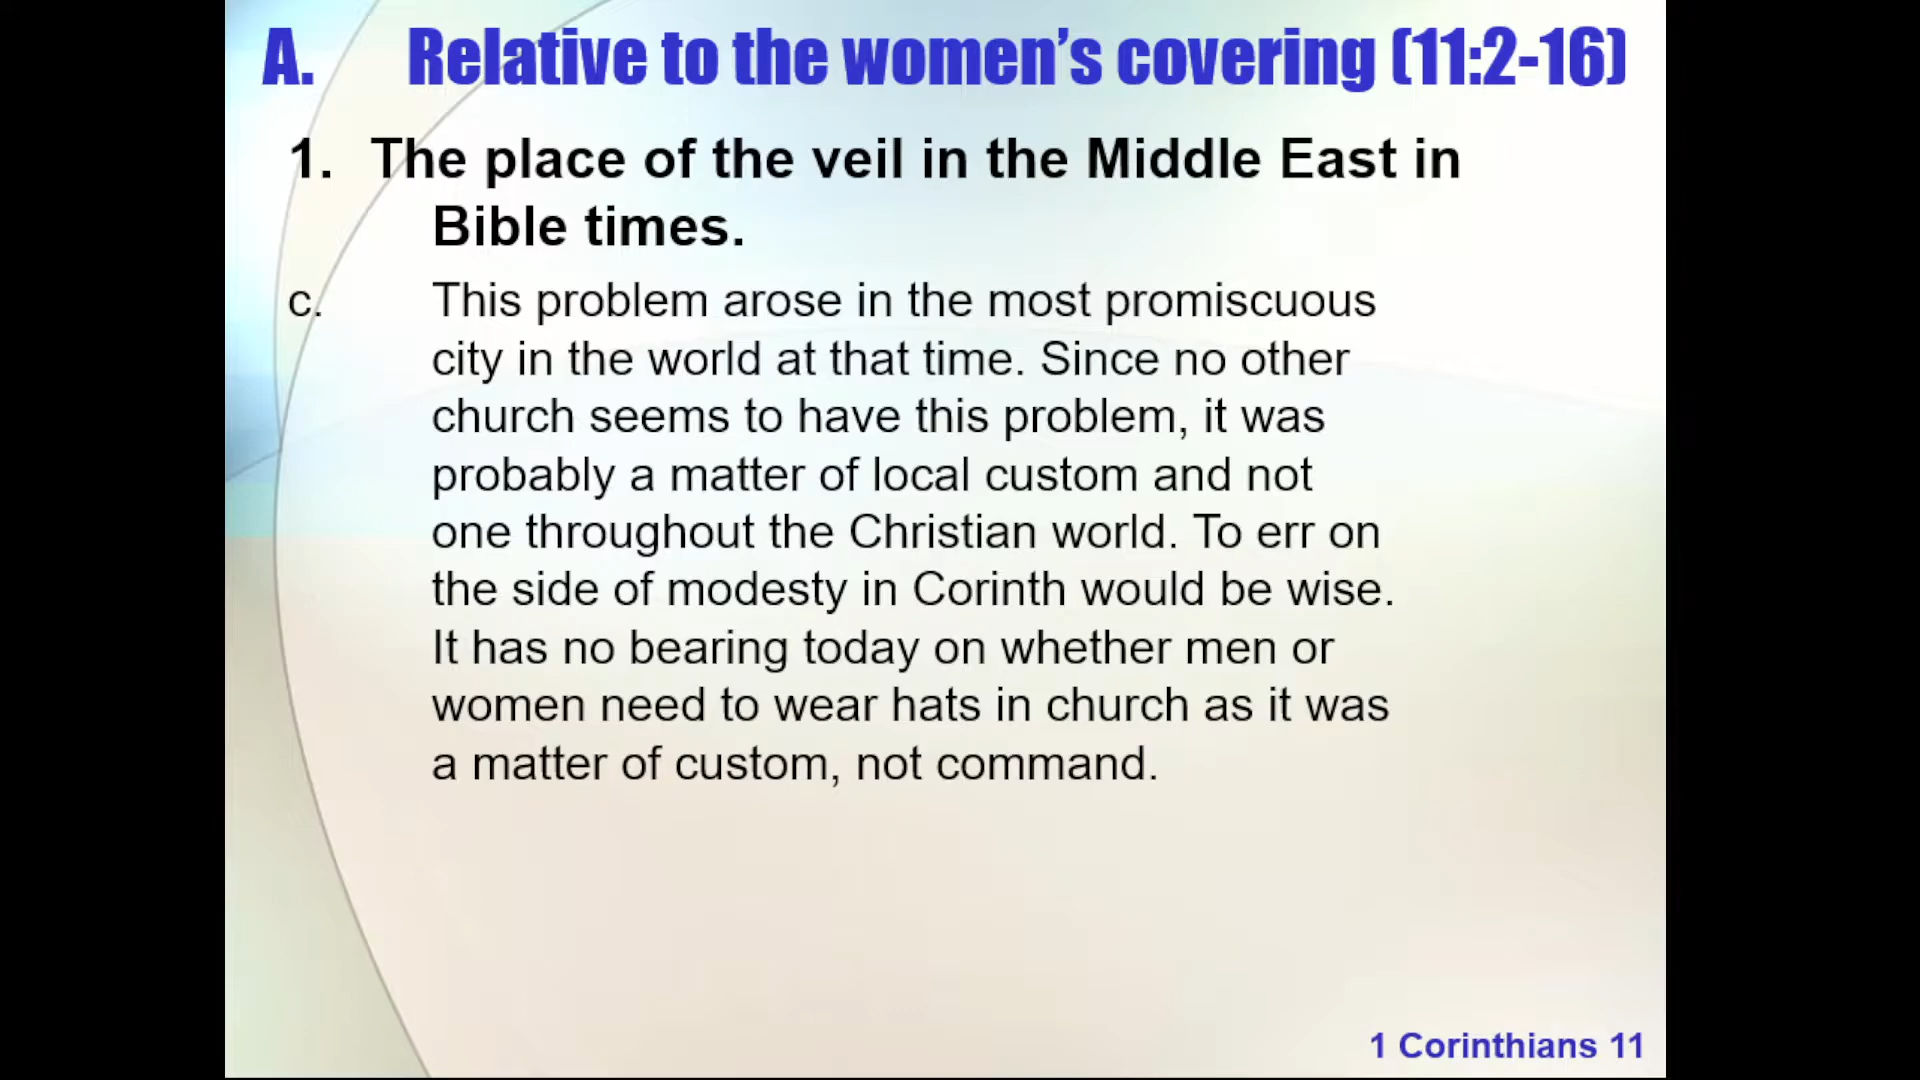 A. Relative to the women’s covering (11:2-16)
1. The place of the veil in the Middle East in
Bible times.
c. This problem arose in the most promiscuous
city in the world at that time. Since no other
church seems to have this problem, it was
probably a matter of local custom and not
one throughout the Christian world. To err on
the side of modesty in Corinth would be wise.
It has no bearing today on whether men or
women need to wear hats in church as it was
a matter of custom, not command.
1 Corinthians 11